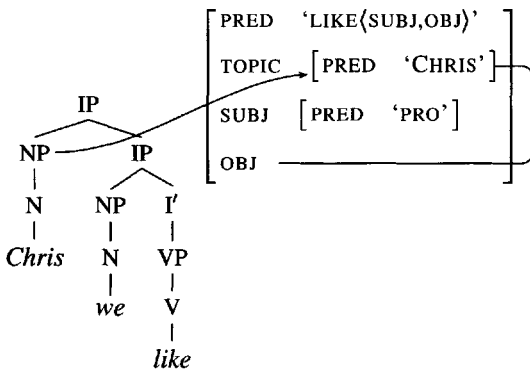 PRED 'LIKE⟨SUBJ,OBJ⟩'
TOPIC [PRED 'CHRIS']
SUBJ [PRED 'PRO']
OBJ
IP
NP IP
N NP I′
Chris N VP
we V
like